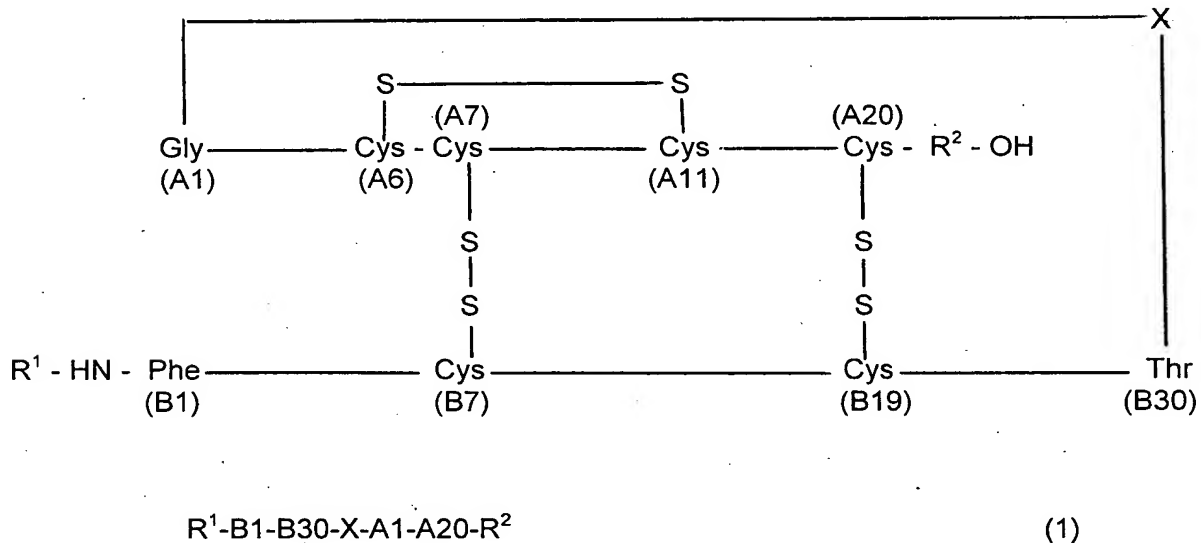 X
S S
(A7) (A20)
Gly Cys - Cys Cys Cys - R² - OH
(A1) (A6) (A11)
S S
S S
R¹ - HN - Phe Cys Cys Thr
(B1) (B7) (B19) (B30)
R¹-B1-B30-X-A1-A20-R² (1)